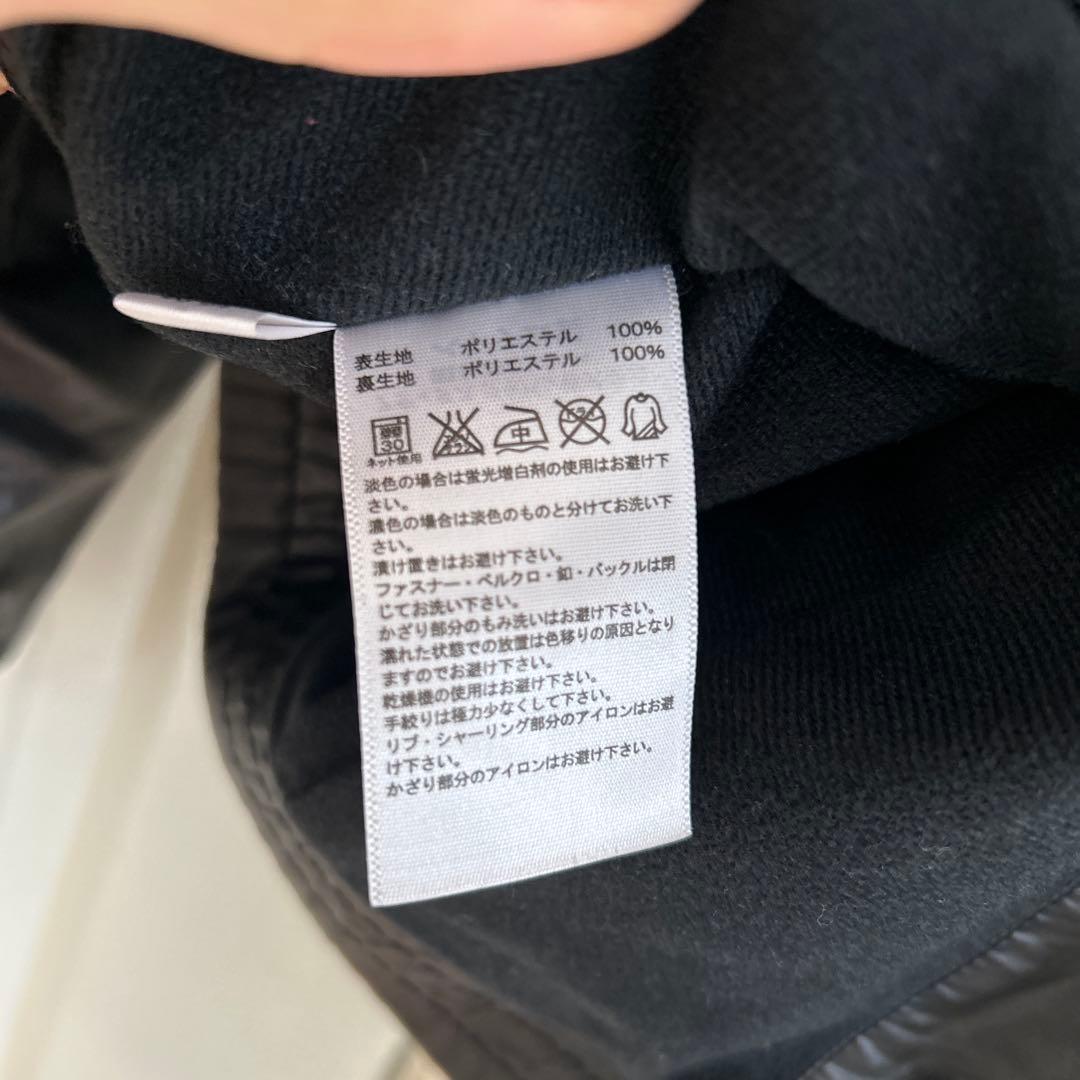 表生地 ポリエステル 100%
裏生地 ポリエステル 100%
弱 30 エンソサラシ 中 ドライ
ネット使用
淡色の場合は蛍光増白剤の使用はお避け下
さい。
濃色の場合は淡色のものと分けてお洗い下
さい。
漬け置きはお避け下さい。
ファスナー・ベルクロ・釦・バックルは閉
じてお洗い下さい。
かざり部分のもみ洗いはお避け下さい。
濡れた状態での放置は色移りの原因となり
ますのでお避け下さい。
乾燥機の使用はお避け下さい。
手絞りは極力少なくして下さい。
リブ・シャーリング部分のアイロンはお避
け下さい。
かざり部分のアイロンはお避け下さい。